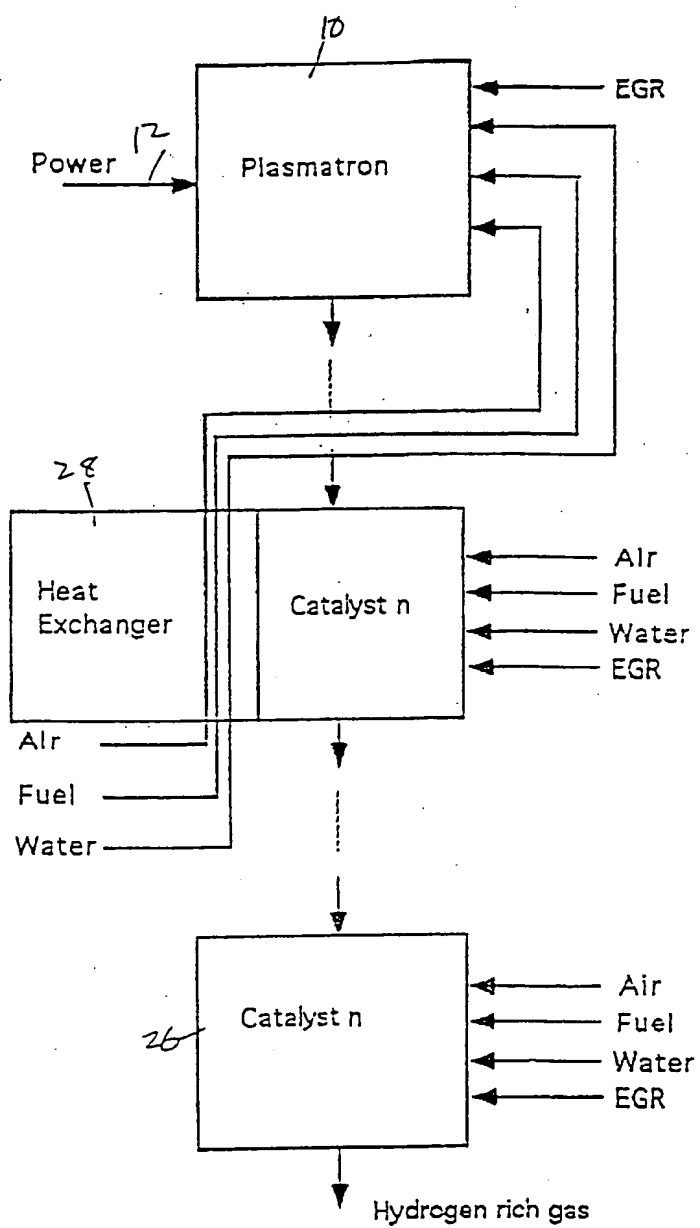 10
EGR
12
Power
Plasmatron
28
Heat
Exchanger
Catalyst n
Air
Fuel
Water
EGR
Air
Fuel
Water
Catalyst n
26
Air
Fuel
Water
EGR
Hydrogen rich gas